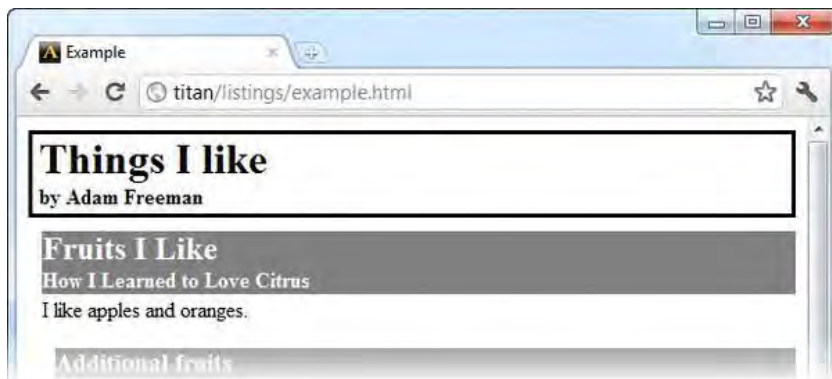 Example
titan/listings/example.html
Things I like
by Adam Freeman
Fruits I Like
How I Learned to Love Citrus
I like apples and oranges.
Additional fruits